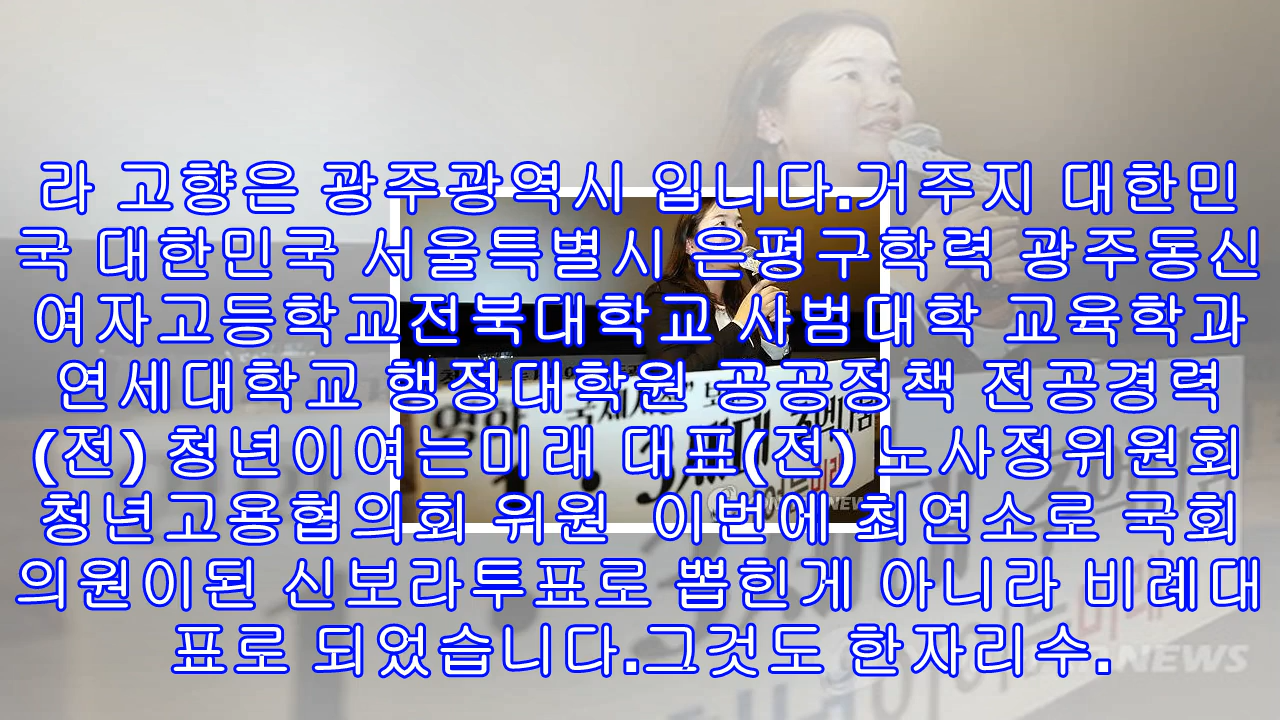 라 고향은 광주광역시 입니다.거주지 대한민
국 대한민국 서울특별시 은평구학력 광주동신
여자고등학교전북대학교 사범대학 교육학과
연세대학교 행정대학원 공공정책 전공경력
(전) 청년이여는미래 대표(전) 노사정위원회
청년고용협의회 위원  이번에 최연소로 국회
의원이된 신보라투표로 뽑힌게 아니라 비례대
표로 되었습니다.그것도 한자리수.
NEWS